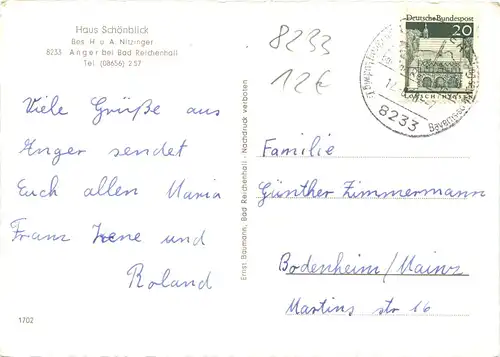 Haus Schönblick
Bes H u A Nitzinger
8233 Anger bei Bad Reichenhall
Tel (08656) 257
8233
12€
Deutsche Bundespost
20
8233
Viele Grüße aus
Anger sendet
Euch allen Maria
Franz Irene und
Roland
Ernst Baumann, Bad Reichenhall - Nachdruck verboten
Familie
Günther Zimmermann
Bodenheim/Mainz
Martins str 16
1702